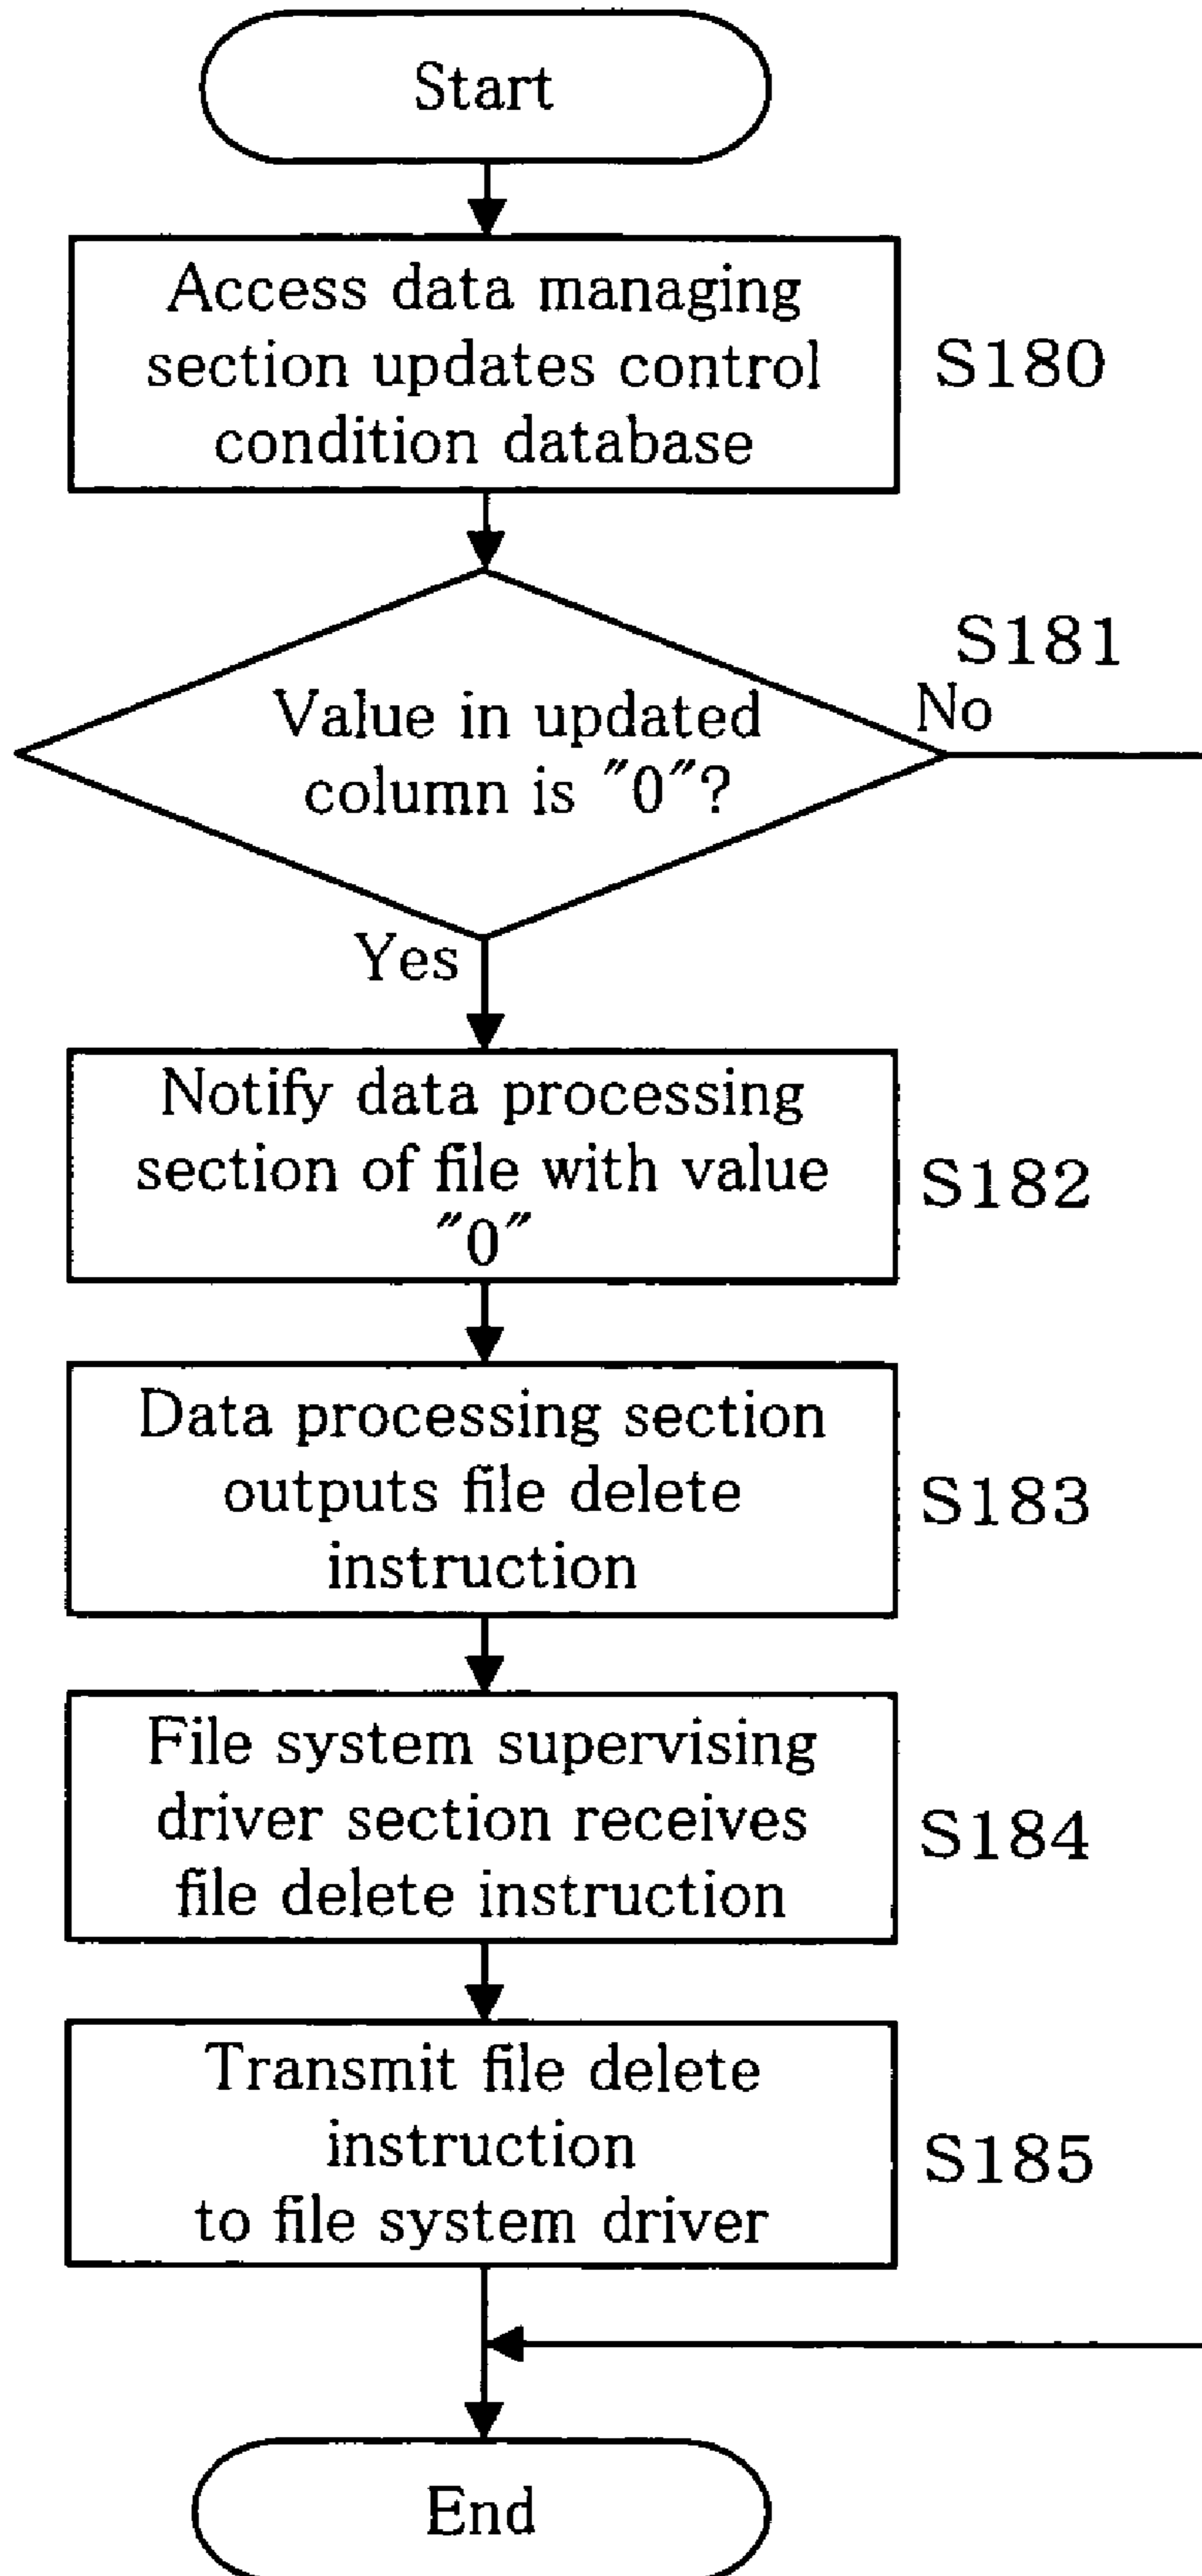 Start
Access data managing
section updates control
condition database
S180
S181
No
Value in updated
column is "0"?
Yes
Notify data processing
section of file with value
"0"
S182
Data processing section
outputs file delete
instruction
S183
File system supervising
driver section receives
file delete instruction
S184
Transmit file delete
instruction
to file system driver
S185
End